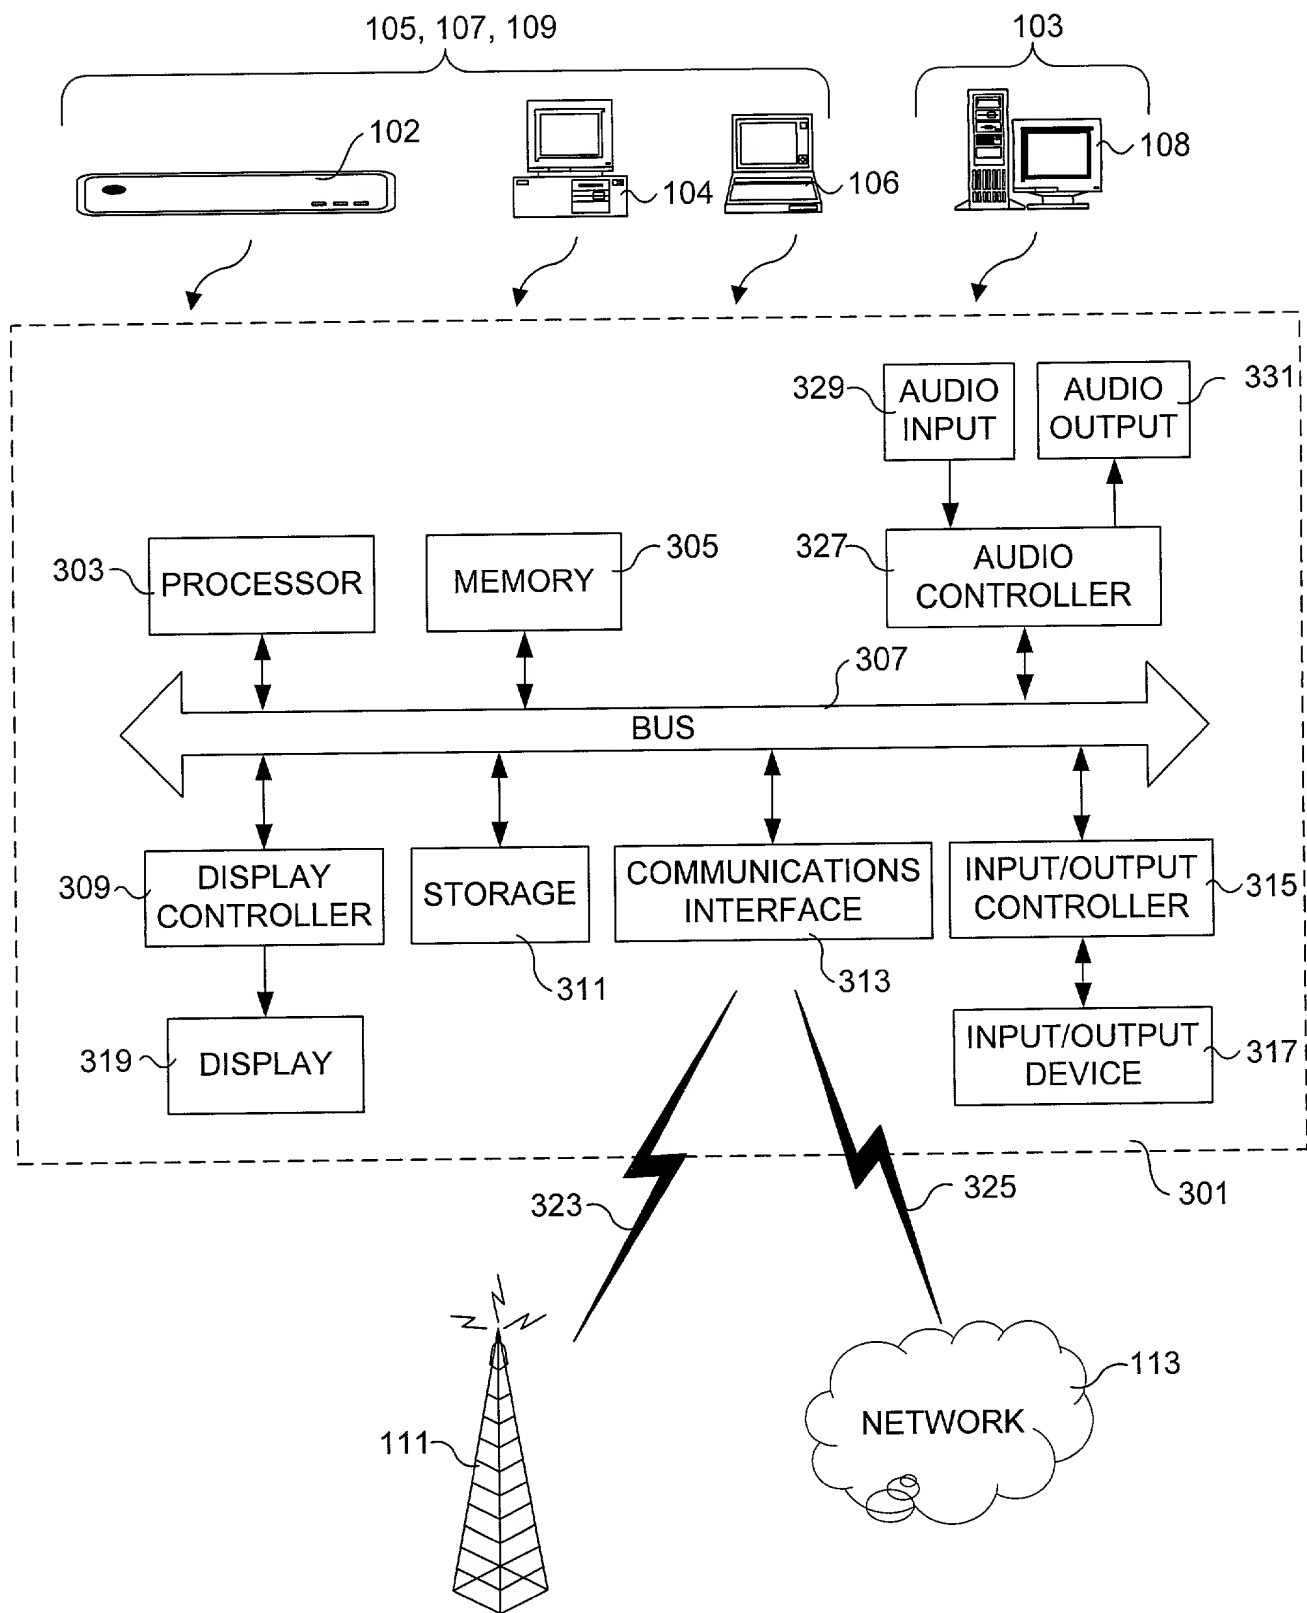 105, 107, 109
103
102
104
106
108
329
AUDIO
INPUT
AUDIO
OUTPUT
331
303
PROCESSOR
MEMORY
305
327
AUDIO
CONTROLLER
307
BUS
309
DISPLAY
CONTROLLER
STORAGE
311
COMMUNICATIONS
INTERFACE
313
INPUT/OUTPUT
CONTROLLER
315
319
DISPLAY
INPUT/OUTPUT
DEVICE
317
323
325
301
111
113
NETWORK